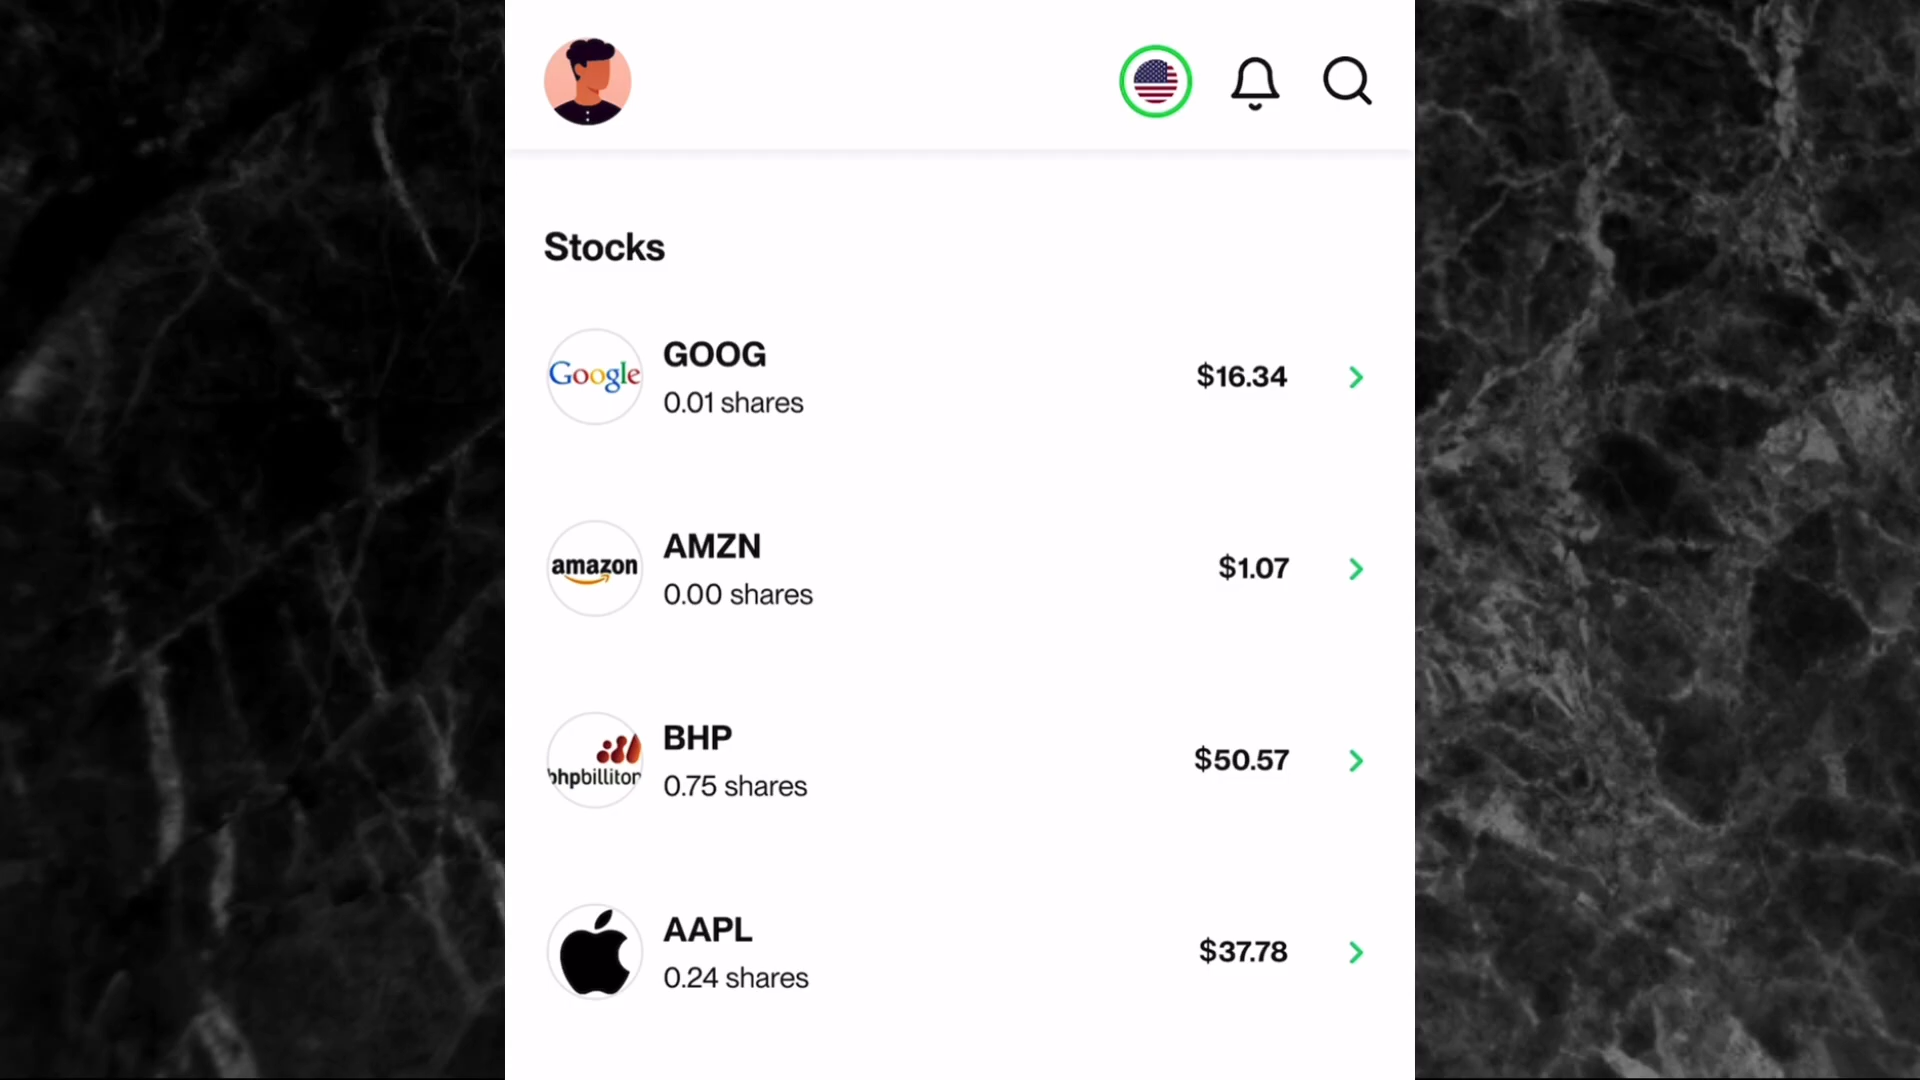 Stocks
Google
GOOG
0.01 shares
$16.34
amazon
AMZN
0.00 shares
$1.07
bhpbilliton
BHP
0.75 shares
$50.57
AAPL
0.24 shares
$37.78